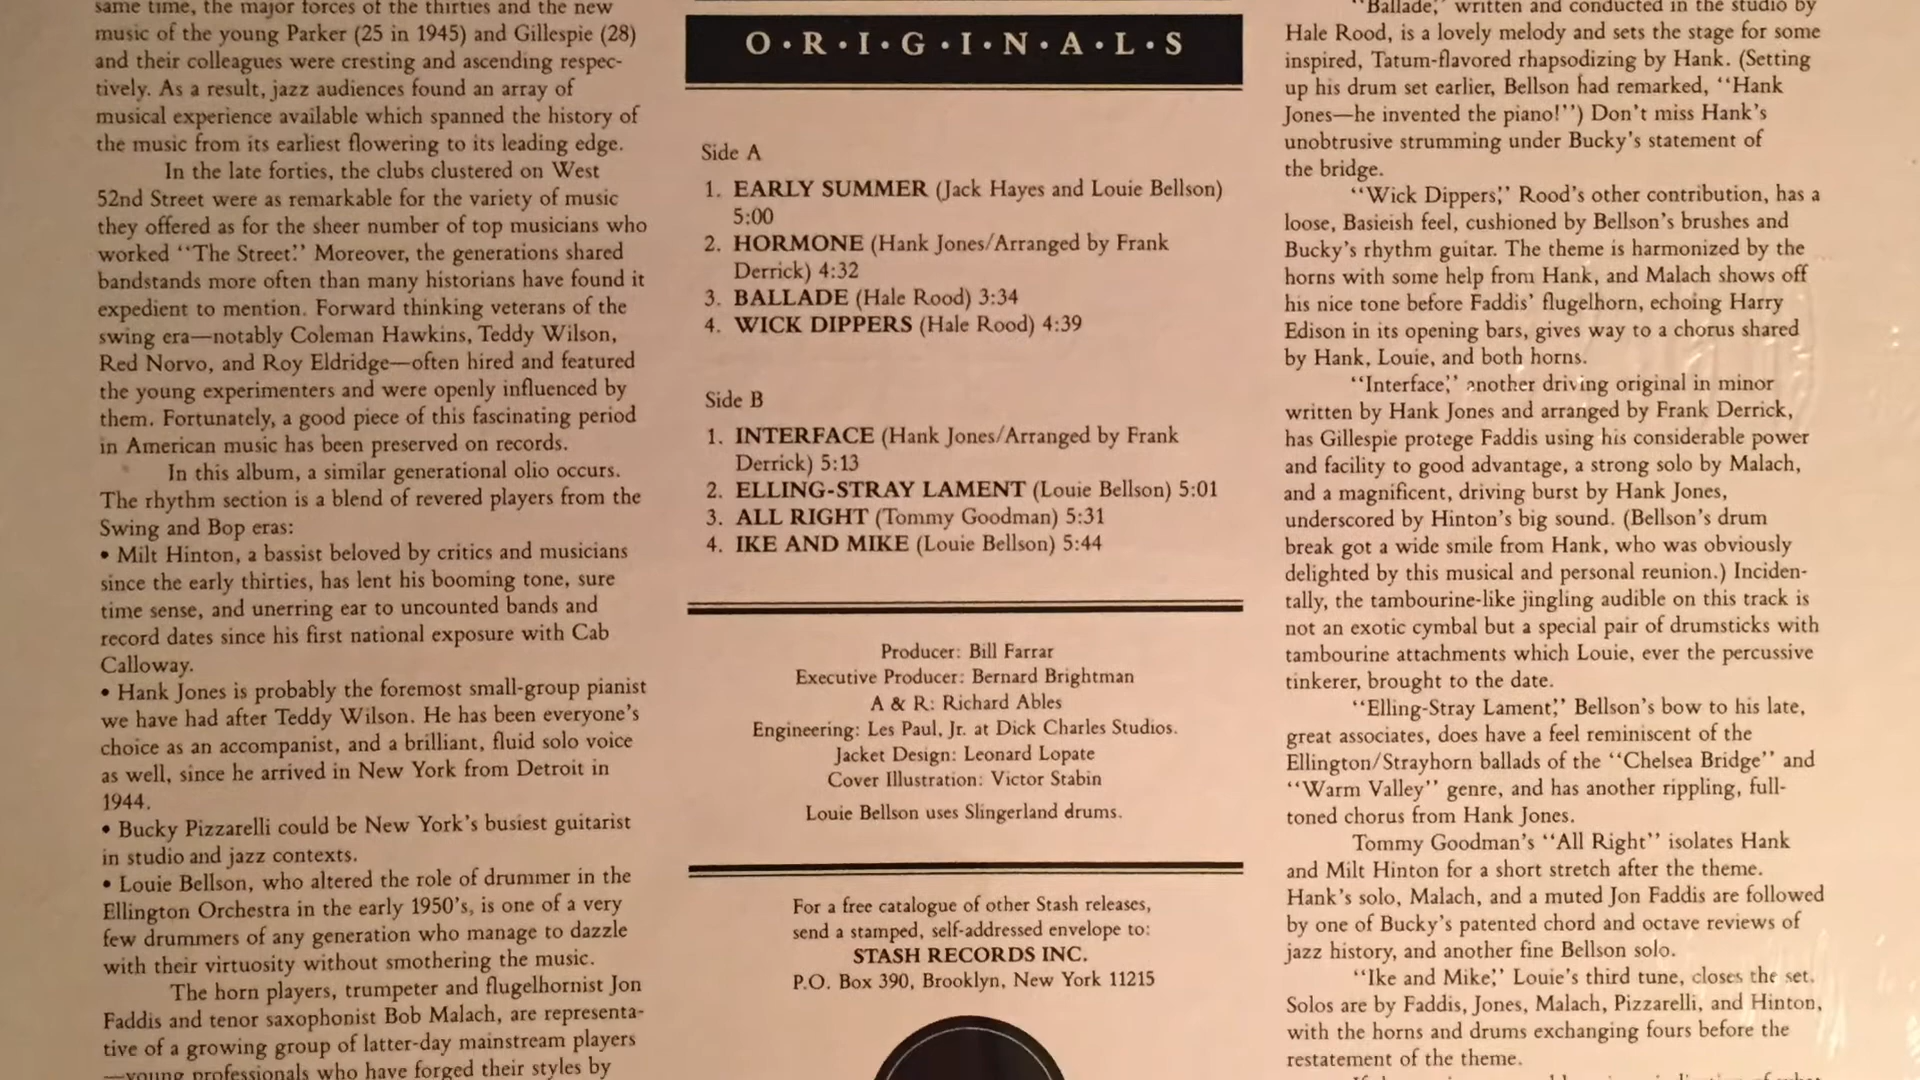 same time, the major forces of the thirties and the new
music of the young Parker (25 in 1945) and Gillespie (28)
and their colleagues were cresting and ascending respec-
tively. As a result, jazz audiences found an array of
musical experience available which spanned the history of
the music from its earliest flowering to its leading edge.
In the late forties, the clubs clustered on West
52nd Street were as remarkable for the variety of music
they offered as for the sheer number of top musicians who
worked “The Street.” Moreover, the generations shared
bandstands more often than many historians have found it
expedient to mention. Forward thinking veterans of the
swing era—notably Coleman Hawkins, Teddy Wilson,
Red Norvo, and Roy Eldridge—often hired and featured
the young experimenters and were openly influenced by
them. Fortunately, a good piece of this fascinating period
in American music has been preserved on records.
In this album, a similar generational olio occurs.
The rhythm section is a blend of revered players from the
Swing and Bop eras:
• Milt Hinton, a bassist beloved by critics and musicians
since the early thirties, has lent his booming tone, sure
time sense, and unerring ear to uncounted bands and
record dates since his first national exposure with Cab
Calloway.
• Hank Jones is probably the foremost small-group pianist
we have had after Teddy Wilson. He has been everyone’s
choice as an accompanist, and a brilliant, fluid solo voice
as well, since he arrived in New York from Detroit in
1944.
• Bucky Pizzarelli could be New York’s busiest guitarist
in studio and jazz contexts.
• Louie Bellson, who altered the role of drummer in the
Ellington Orchestra in the early 1950’s, is one of a very
few drummers of any generation who manage to dazzle
with their virtuosity without smothering the music.
The horn players, trumpeter and flugelhornist Jon
Faddis and tenor saxophonist Bob Malach, are representa-
tive of a growing group of latter-day mainstream players
—young professionals who have forged their styles by
O•R•I•G•I•N•A•L•S
Side A
1. EARLY SUMMER (Jack Hayes and Louie Bellson)
5:00
2. HORMONE (Hank Jones/Arranged by Frank
Derrick) 4:32
3. BALLADE (Hale Rood) 3:34
4. WICK DIPPERS (Hale Rood) 4:39
Side B
1. INTERFACE (Hank Jones/Arranged by Frank
Derrick) 5:13
2. ELLING-STRAY LAMENT (Louie Bellson) 5:01
3. ALL RIGHT (Tommy Goodman) 5:31
4. IKE AND MIKE (Louie Bellson) 5:44
Producer: Bill Farrar
Executive Producer: Bernard Brightman
A & R: Richard Ables
Engineering: Les Paul, Jr. at Dick Charles Studios.
Jacket Design: Leonard Lopate
Cover Illustration: Victor Stabin
Louie Bellson uses Slingerland drums.
For a free catalogue of other Stash releases,
send a stamped, self-addressed envelope to:
STASH RECORDS INC.
P.O. Box 390, Brooklyn, New York 11215
“Ballade,” written and conducted in the studio by
Hale Rood, is a lovely melody and sets the stage for some
inspired, Tatum-flavored rhapsodizing by Hank. (Setting
up his drum set earlier, Bellson had remarked, “Hank
Jones—he invented the piano!”) Don’t miss Hank’s
unobtrusive strumming under Bucky’s statement of
the bridge.
“Wick Dippers,” Rood’s other contribution, has a
loose, Basieish feel, cushioned by Bellson’s brushes and
Bucky’s rhythm guitar. The theme is harmonized by the
horns with some help from Hank, and Malach shows off
his nice tone before Faddis’ flugelhorn, echoing Harry
Edison in its opening bars, gives way to a chorus shared
by Hank, Louie, and both horns.
“Interface,” another driving original in minor
written by Hank Jones and arranged by Frank Derrick,
has Gillespie protege Faddis using his considerable power
and facility to good advantage, a strong solo by Malach,
and a magnificent, driving burst by Hank Jones,
underscored by Hinton’s big sound. (Bellson’s drum
break got a wide smile from Hank, who was obviously
delighted by this musical and personal reunion.) Inciden-
tally, the tambourine-like jingling audible on this track is
not an exotic cymbal but a special pair of drumsticks with
tambourine attachments which Louie, ever the percussive
tinkerer, brought to the date.
“Elling-Stray Lament,” Bellson’s bow to his late,
great associates, does have a feel reminiscent of the
Ellington/Strayhorn ballads of the “Chelsea Bridge” and
“Warm Valley” genre, and has another rippling, full-
toned chorus from Hank Jones.
Tommy Goodman’s “All Right” isolates Hank
and Milt Hinton for a short stretch after the theme.
Hank’s solo, Malach, and a muted Jon Faddis are followed
by one of Bucky’s patented chord and octave reviews of
jazz history, and another fine Bellson solo.
“Ike and Mike,” Louie’s third tune, closes the set.
Solos are by Faddis, Jones, Malach, Pizzarelli, and Hinton,
with the horns and drums exchanging fours before the
restatement of the theme.